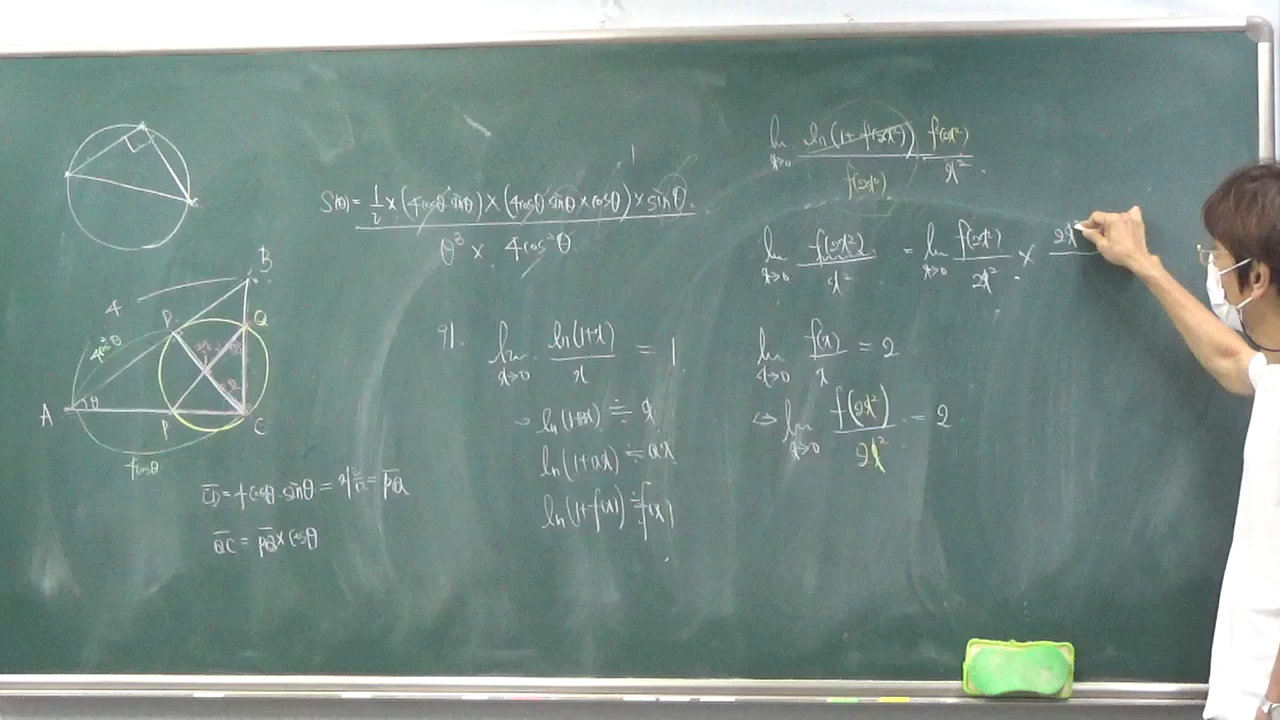 S(θ) = 1/2 × (4cosθ sinθ) × (4cosθ sinθ × cosθ) × sinθ
θ³ × 4cos²θ
1
B
4
D
Q
4cos²θ
A
θ
P
C
4cosθ
CD = 4cosθ·sinθ = = PQ
QC = PQ × cosθ
91.
lim x→0 ln(1+x)/x = 1
ln(1+x) ≒ x
ln(1+ax) ≒ ax
ln(1+f(x)) ≒ f(x)
lim x→0 ln(1+f(2x²))/f(2x²) f(2x²)/x²
lim x→0 f(2x²)/x² = lim x→0 f(2x²)/2x² × 2x²
lim x→0 f(x)/x = 2
⇔ lim x→0 f(2x²)/2x² = 2